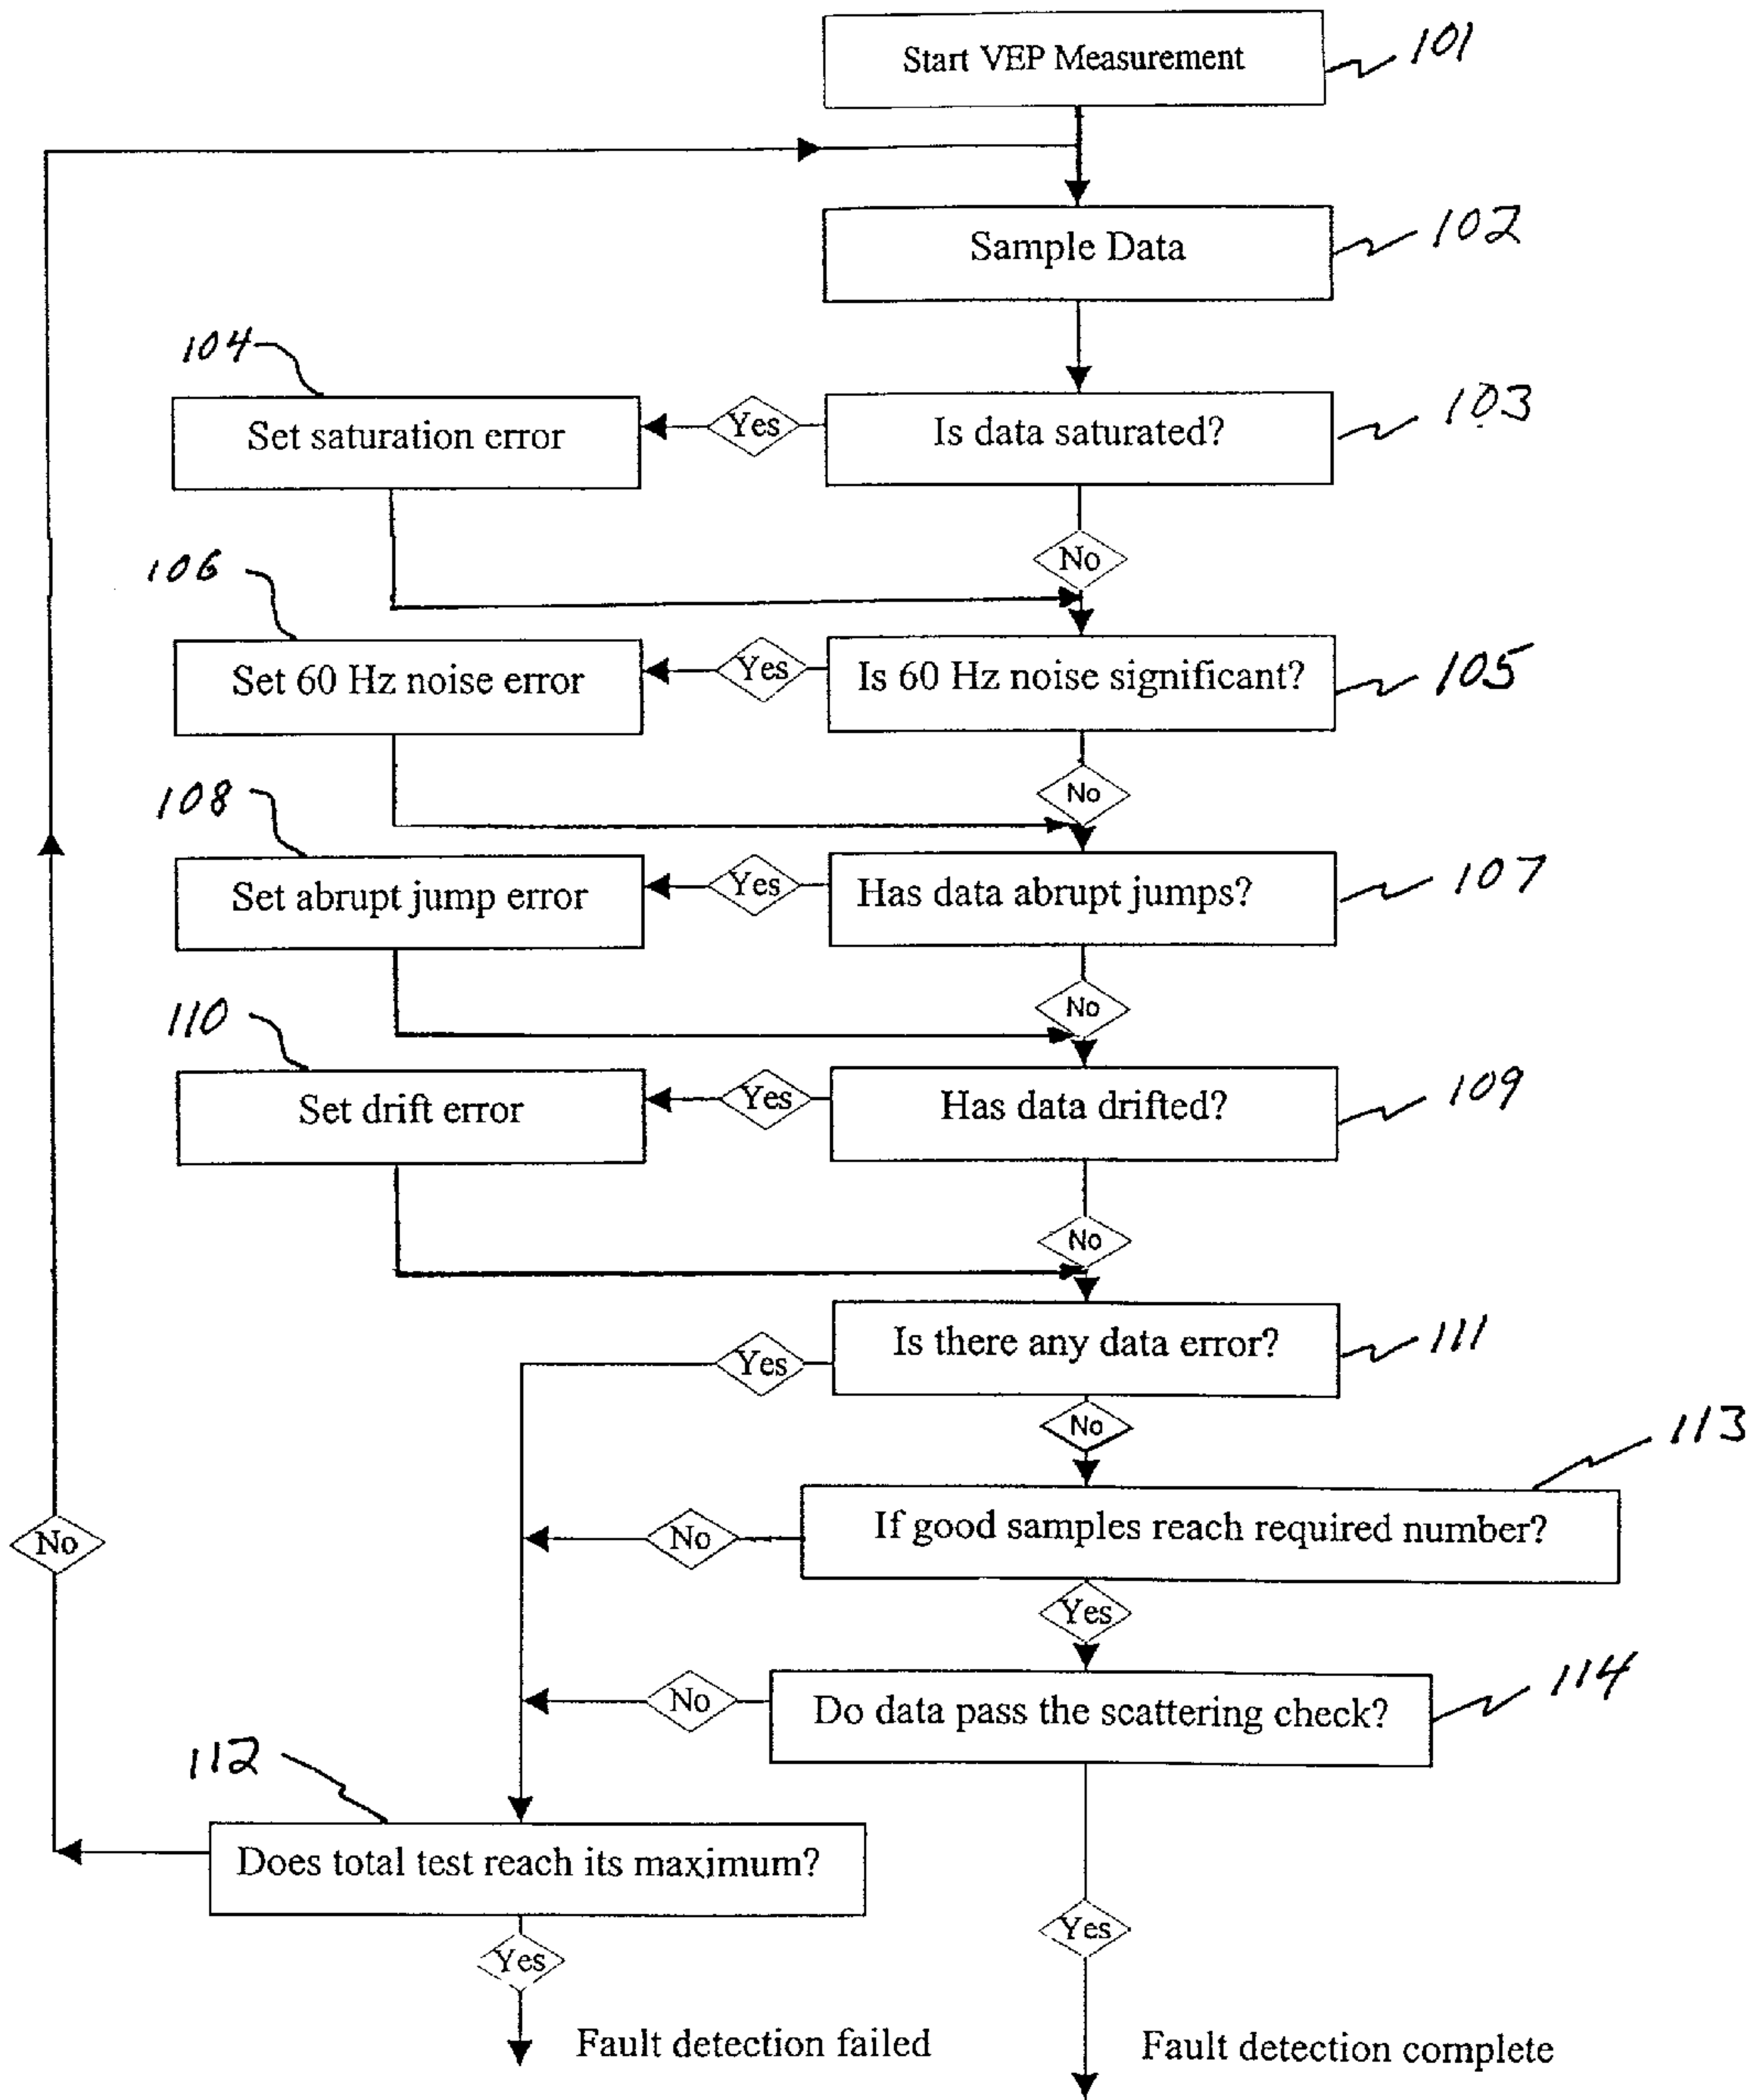 Start VEP Measurement
101
Sample Data
102
104
Set saturation error
Yes
Is data saturated?
103
No
106
Set 60 Hz noise error
Yes
Is 60 Hz noise significant?
105
No
108
Set abrupt jump error
Yes
Has data abrupt jumps?
107
No
110
Set drift error
Yes
Has data drifted?
109
No
Is there any data error?
111
Yes
No
113
If good samples reach required number?
No
No
Yes
Do data pass the scattering check?
114
No
112
Does total test reach its maximum?
Yes
Yes
Fault detection failed
Fault detection complete